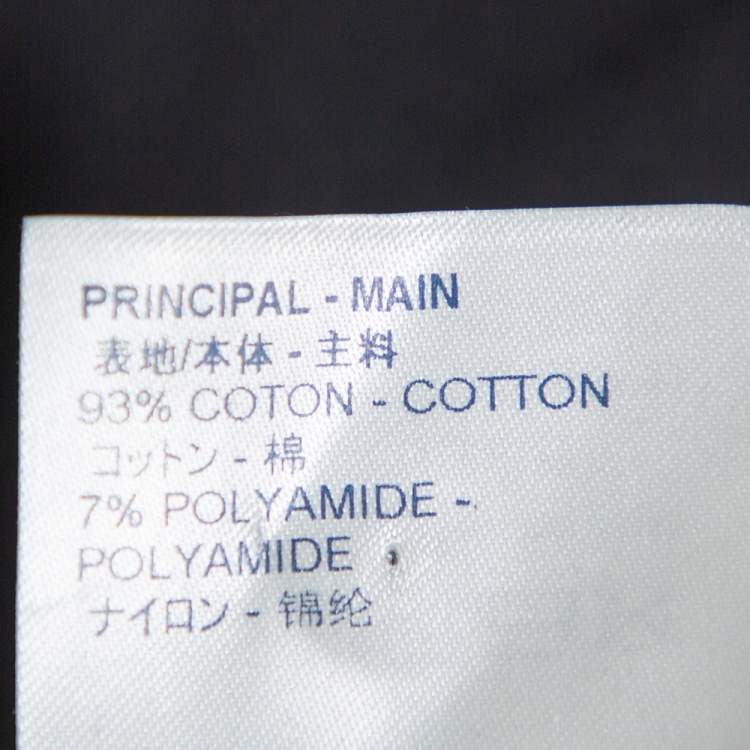 PRINCIPAL - MAIN
表地/本体 - 主料
93% COTON - COTTON
コットン - 棉
7% POLYAMIDE -
POLYAMIDE
ナイロン - 锦纶